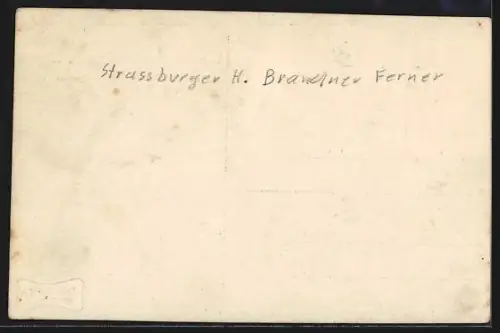 Strassburger H. Brandner Ferner